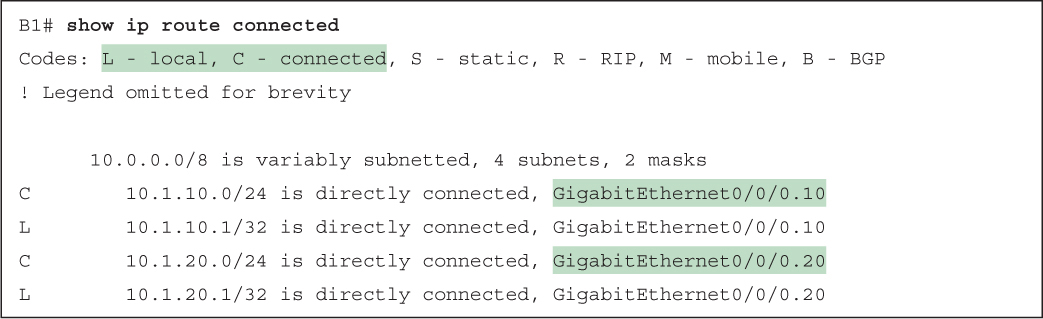 B1# show ip route connected
Codes: L - local, C - connected, S - static, R - RIP, M - mobile, B - BGP
! Legend omitted for brevity
10.0.0.0/8 is variably subnetted, 4 subnets, 2 masks
C 10.1.10.0/24 is directly connected, GigabitEthernet0/0/0.10
L 10.1.10.1/32 is directly connected, GigabitEthernet0/0/0.10
C 10.1.20.0/24 is directly connected, GigabitEthernet0/0/0.20
L 10.1.20.1/32 is directly connected, GigabitEthernet0/0/0.20